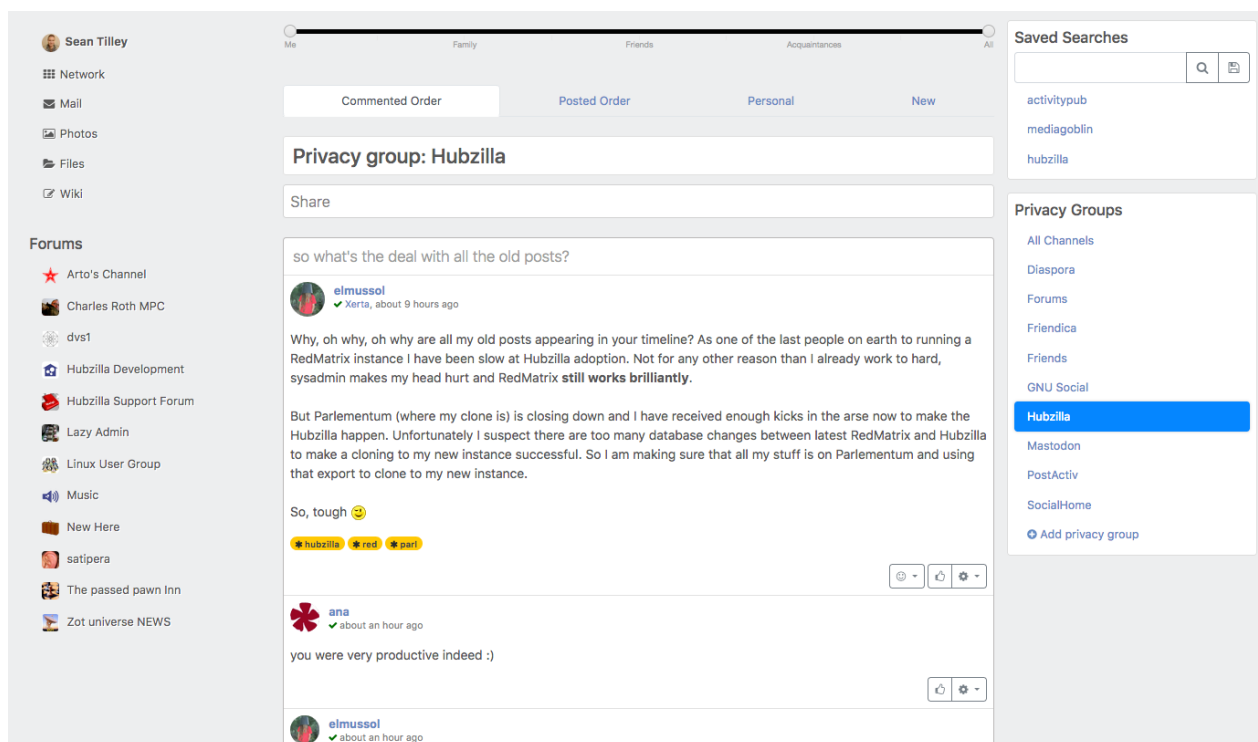 Sean Tilley
Network
Mail
Photos
Files
Wiki
Forums
Arto's Channel
Charles Roth MPC
dvs1
Hubzilla Development
Hubzilla Support Forum
Lazy Admin
Linux User Group
Music
New Here
satipera
The passed pawn Inn
Zot universe NEWS
Me Family Friends Acquaintances All
Commented Order Posted Order Personal New
Privacy group: Hubzilla
Share
so what's the deal with all the old posts?
elmussol
Xerta, about 9 hours ago
Why, oh why, oh why are all my old posts appearing in your timeline? As one of the last people on earth to running a
RedMatrix instance I have been slow at Hubzilla adoption. Not for any other reason than I already work to hard,
sysadmin makes my head hurt and RedMatrix still works brilliantly.
But Parlementum (where my clone is) is closing down and I have received enough kicks in the arse now to make the
Hubzilla happen. Unfortunately I suspect there are too many database changes between latest RedMatrix and Hubzilla
to make a cloning to my new instance successful. So I am making sure that all my stuff is on Parlementum and using
that export to clone to my new instance.
So, tough
hubzilla red parl
ana
about an hour ago
you were very productive indeed :)
elmussol
about an hour ago
Saved Searches
activitypub
mediagoblin
hubzilla
Privacy Groups
All Channels
Diaspora
Forums
Friendica
Friends
GNU Social
Hubzilla
Mastodon
PostActiv
SocialHome
Add privacy group